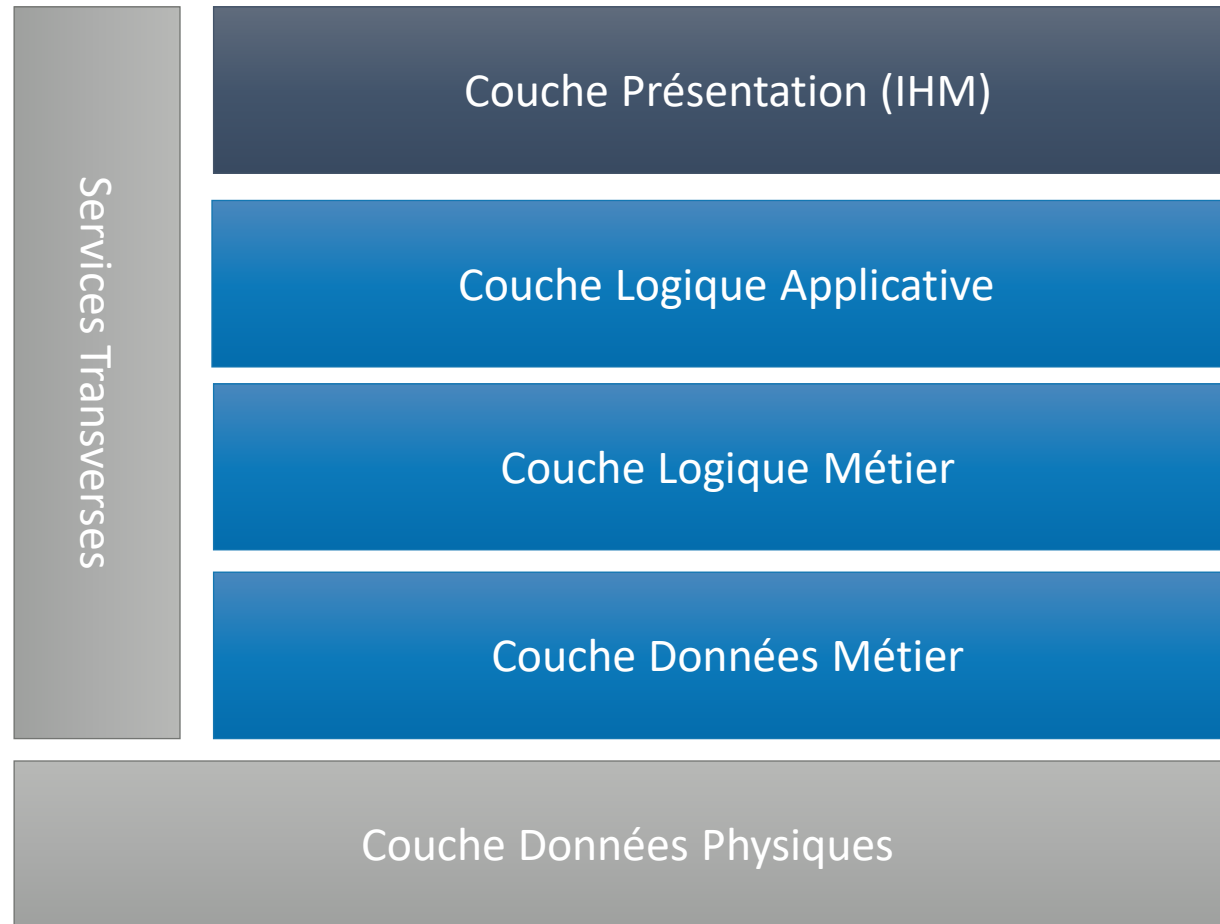 Services Transverses
Couche Présentation (IHM)
Couche Logique Applicative
Couche Logique Métier
Couche Données Métier
Couche Données Physiques